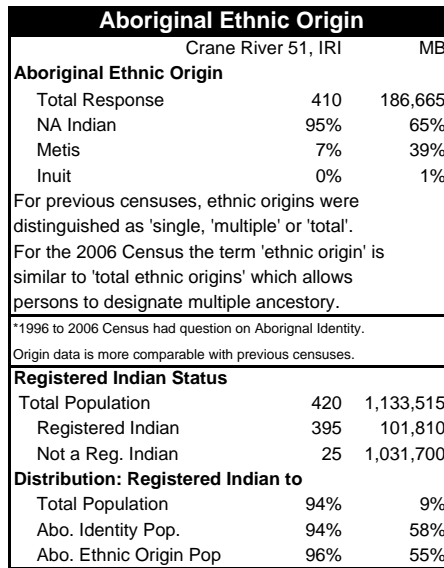 Aboriginal Ethnic Origin
Crane River 51, IRI MB
Aboriginal Ethnic Origin
Total Response 410 186,665
NA Indian 95% 65%
Metis 7% 39%
Inuit 0% 1%
For previous censuses, ethnic origins were
distinguished as 'single, 'multiple' or 'total'.
For the 2006 Census the term 'ethnic origin' is
similar to 'total ethnic origins' which allows
persons to designate multiple ancestory.
*1996 to 2006 Census had question on Aborignal Identity.
Origin data is more comparable with previous censuses.
Registered Indian Status
Total Population 420 1,133,515
Registered Indian 395 101,810
Not a Reg. Indian 25 1,031,700
Distribution: Registered Indian to
Total Population 94% 9%
Abo. Identity Pop. 94% 58%
Abo. Ethnic Origin Pop 96% 55%